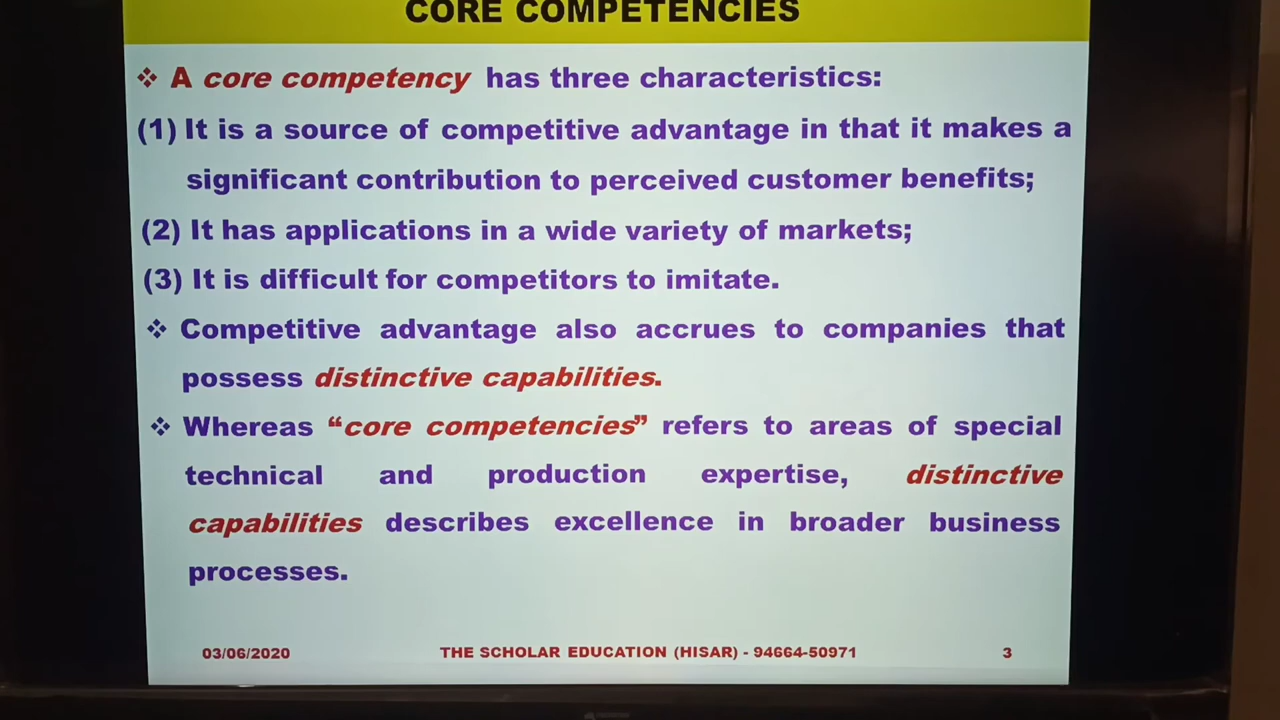 CORE COMPETENCIES
❖ A core competency has three characteristics:
(1) It is a source of competitive advantage in that it makes a
significant contribution to perceived customer benefits;
(2) It has applications in a wide variety of markets;
(3) It is difficult for competitors to imitate.
❖ Competitive advantage also accrues to companies that
possess distinctive capabilities.
❖ Whereas “core competencies” refers to areas of special
technical and production expertise, distinctive
capabilities describes excellence in broader business
processes.
03/06/2020 THE SCHOLAR EDUCATION (HISAR) - 94664-50971 3